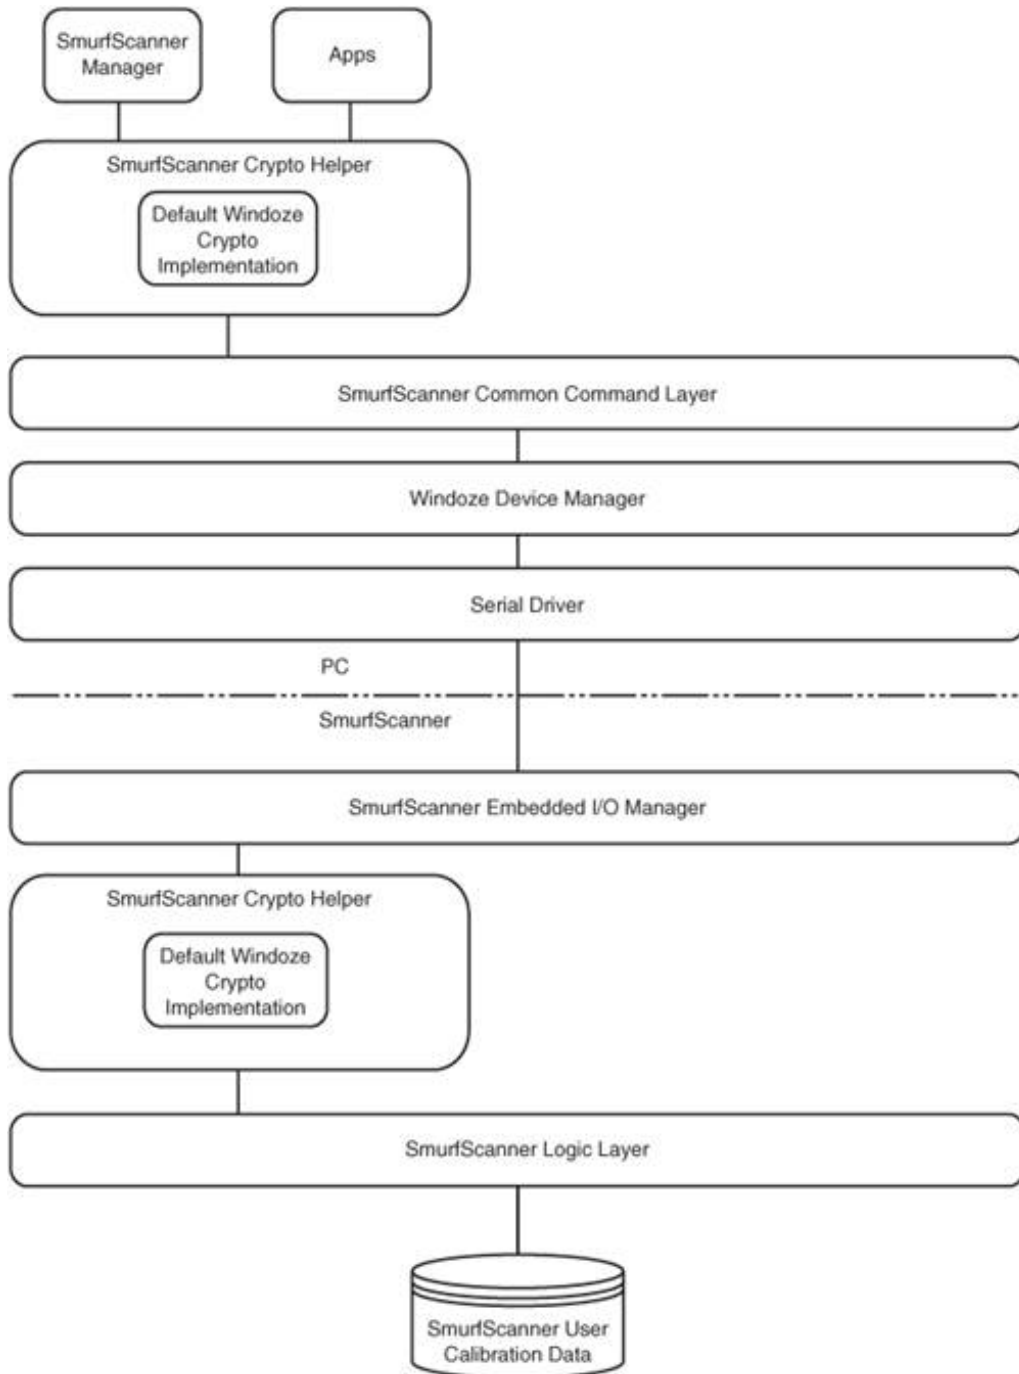 SmurfScanner
Manager
Apps
SmurfScanner Crypto Helper
Default Windoze
Crypto
Implementation
SmurfScanner Common Command Layer
Windoze Device Manager
Serial Driver
PC
SmurfScanner
SmurfScanner Embedded I/O Manager
SmurfScanner Crypto Helper
Default Windoze
Crypto
Implementation
SmurfScanner Logic Layer
SmurfScanner User
Calibration Data